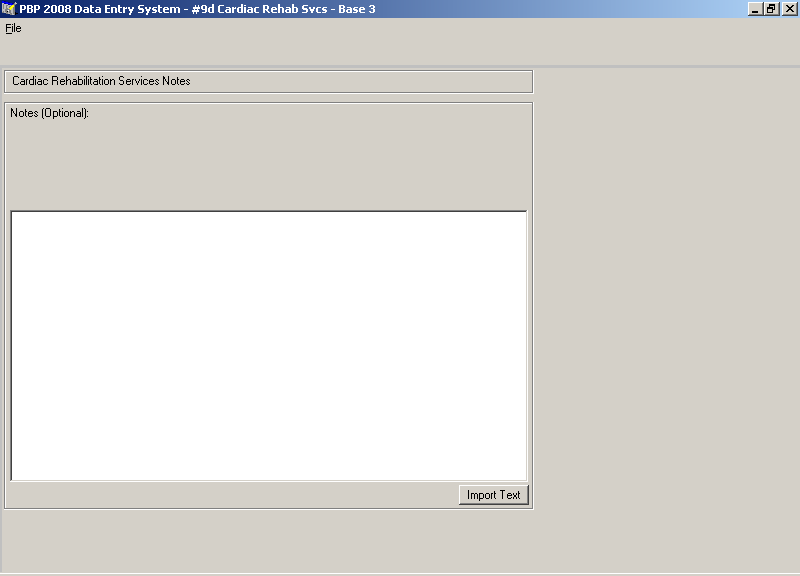 PBP 2008 Data Entry System - #9d Cardiac Rehab Svcs - Base 3
File
Cardiac Rehabilitation Services Notes
Notes (Optional):
Import Text